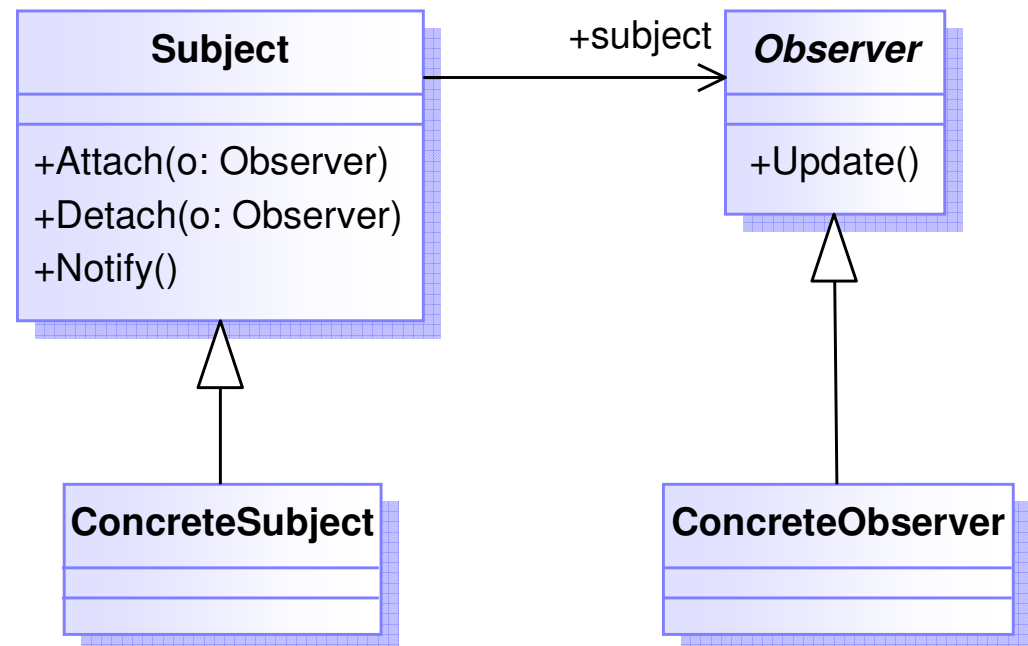 Subject
+Attach(o: Observer)
+Detach(o: Observer)
+Notify()
+subject
Observer
+Update()
ConcreteSubject
ConcreteObserver